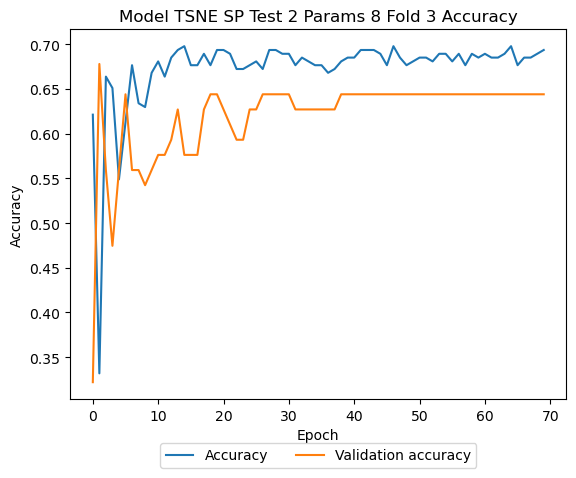 Model TSNE SP Test 2 Params 8 Fold 3 Accuracy
0.70
0.65
0.60
0.55
0.50
0.45
0.40
0.35
Accuracy
0 10 20 30 40 50 60 70
Epoch
Accuracy Validation accuracy